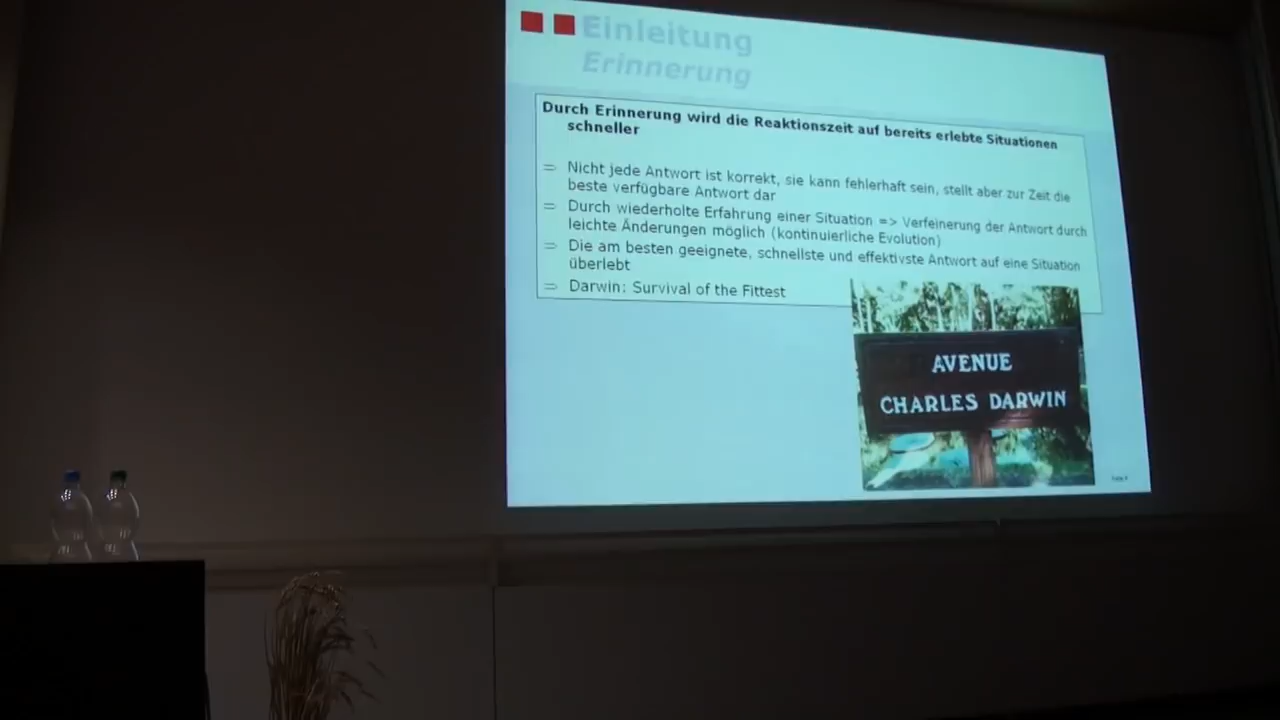 Einleitung
Erinnerung
Durch Erinnerung wird die Reaktionszeit auf bereits erlebte Situationen
schneller
Nicht jede Antwort ist korrekt, sie kann fehlerhaft sein, stellt aber zur Zeit die
beste verfügbare Antwort dar
Durch wiederholte Erfahrung einer Situation => Verfeinerung der Antwort durch
leichte Änderungen möglich (kontinuierliche Evolution)
Die am besten geeignete, schnellste und effektivste Antwort auf eine Situation
überlebt
Darwin: Survival of the Fittest
AVENUE
CHARLES DARWIN